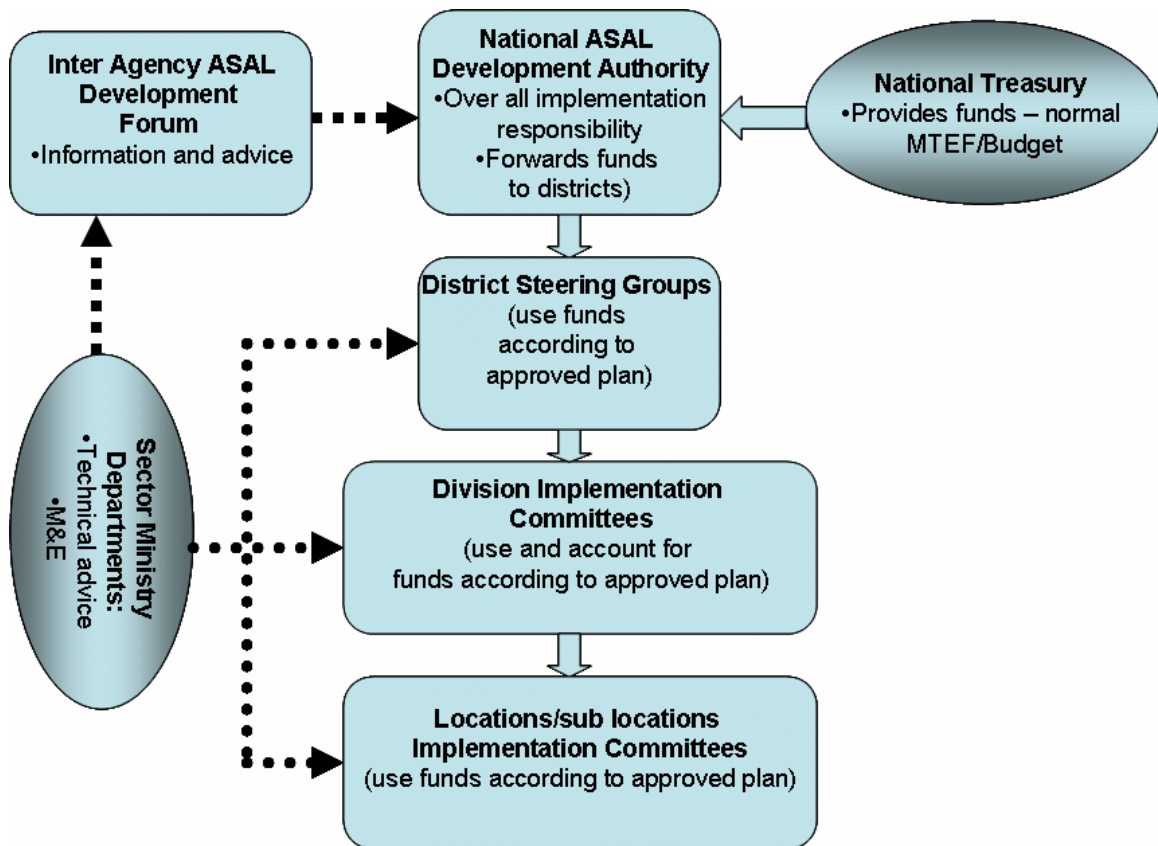 Inter Agency ASAL
Development
Forum
•Information and advice
National ASAL
Development Authority
•Over all implementation
responsibility
•Forwards funds
to districts)
National Treasury
•Provides funds – normal
MTEF/Budget
District Steering Groups
(use funds
according to
approved plan)
Sector Ministry
Departments:
•Technical advice
•M&E
Division Implementation
Committees
(use and account for
funds according to approved plan)
Locations/sub locations
Implementation Committees
(use funds according to approved plan)